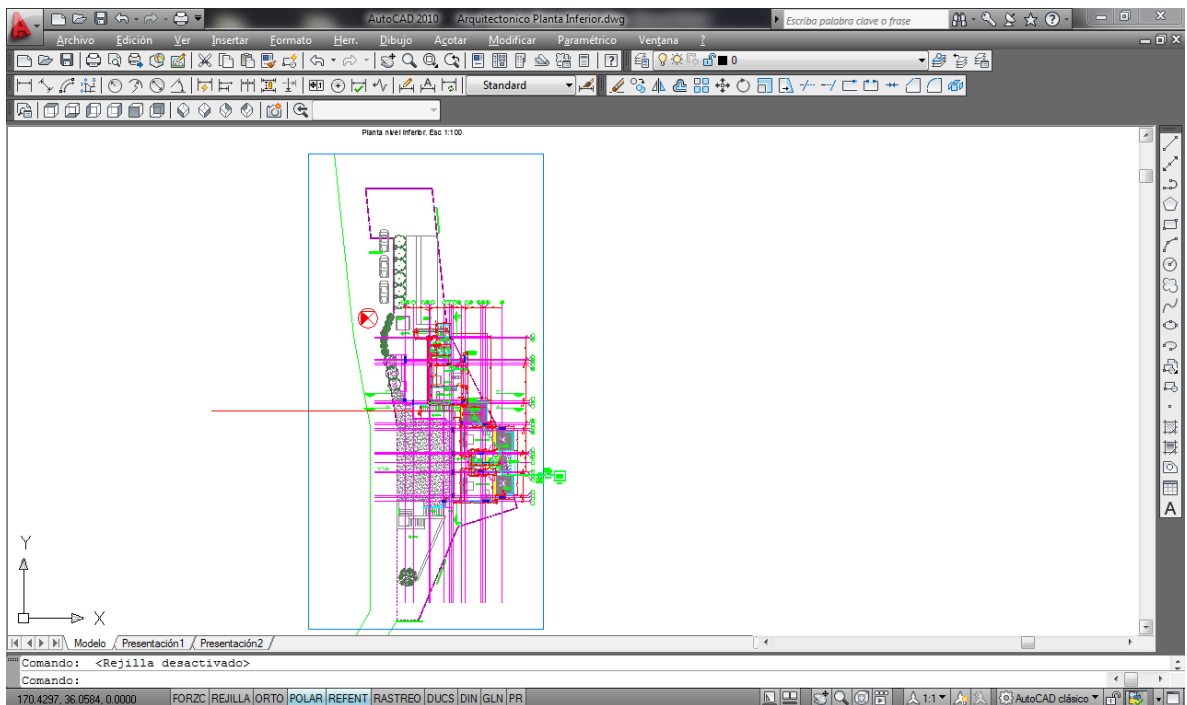 AutoCAD 2010 Arquitectonico Planta Inferior.dwg
Escriba palabra clave o frase
Archivo Edición Ver Insertar Formato Herr. Dibujo Acotar Modificar Paramétrico Ventana ?
0
Standard
Planta nivel Inferior. Esc 1:100
Y
X
Modelo Presentación1 Presentación2
Comando: <Rejilla desactivado>
Comando:
170.4297, 36.0584, 0.0000 FORZC REJILLA ORTO POLAR REFENT RASTREO DUCS DIN GLN PR 1:1 AutoCAD clásico